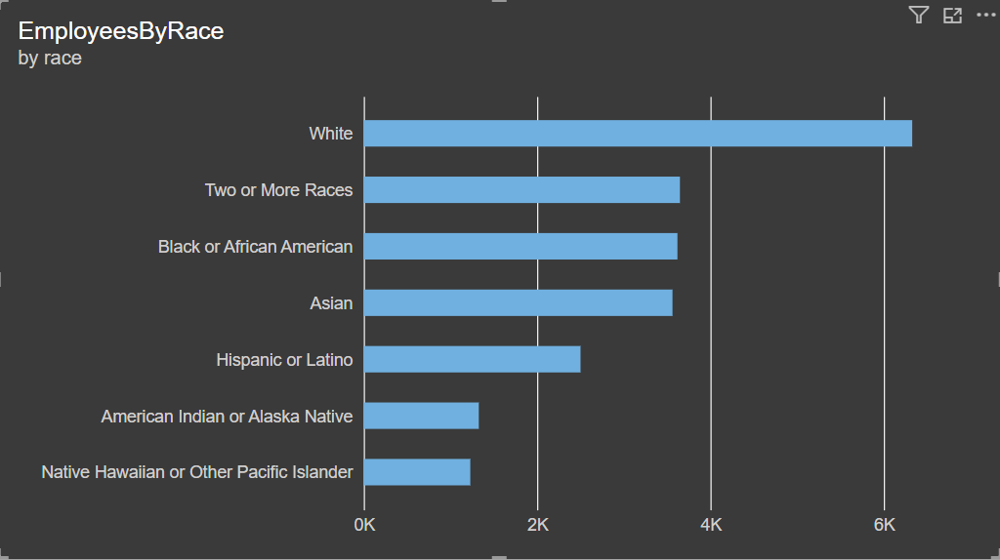 EmployeesByRace
by race
White
Two or More Races
Black or African American
Asian
Hispanic or Latino
American Indian or Alaska Native
Native Hawaiian or Other Pacific Islander
0K 2K 4K 6K